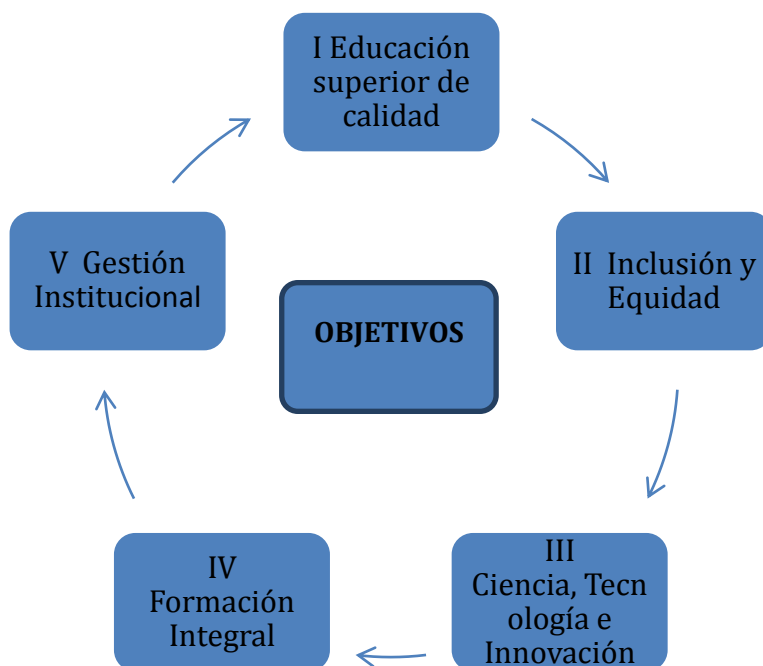 I Educación
superior de
calidad
II Inclusión y
Equidad
III
Ciencia, Tecn
ología e
Innovación
IV
Formación
Integral
V Gestión
Institucional
OBJETIVOS